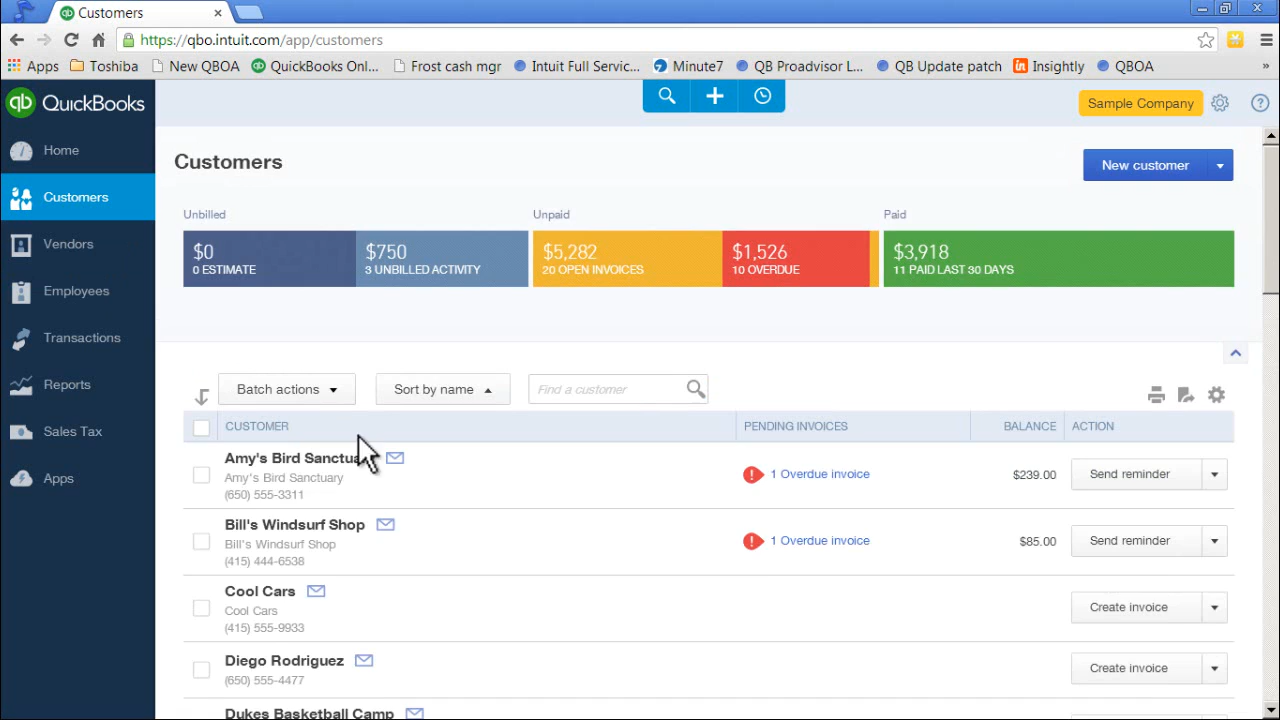 Customers
https://qbo.intuit.com/app/customers
Apps Toshiba New QBOA QuickBooks Onl... Frost cash mgr Intuit Full Servic... Minute7 QB Proadvisor L... QB Update patch Insightly QBOA »
qb QuickBooks
Sample Company
Home
Customers
Vendors
Employees
Transactions
Reports
Sales Tax
Apps
Customers
New customer
Unbilled Unpaid Paid
$0 $750 $5,282 $1,526 $3,918
0 ESTIMATE 3 UNBILLED ACTIVITY 20 OPEN INVOICES 10 OVERDUE 11 PAID LAST 30 DAYS
Batch actions Sort by name Find a customer
CUSTOMER PENDING INVOICES BALANCE ACTION
Amy's Bird Sanctua
Amy's Bird Sanctuary
(650) 555-3311
1 Overdue invoice $239.00 Send reminder
Bill's Windsurf Shop
Bill's Windsurf Shop
(415) 444-6538
1 Overdue invoice $85.00 Send reminder
Cool Cars
Cool Cars
(415) 555-9933
Create invoice
Diego Rodriguez
(650) 555-4477
Create invoice
Dukes Basketball Camp